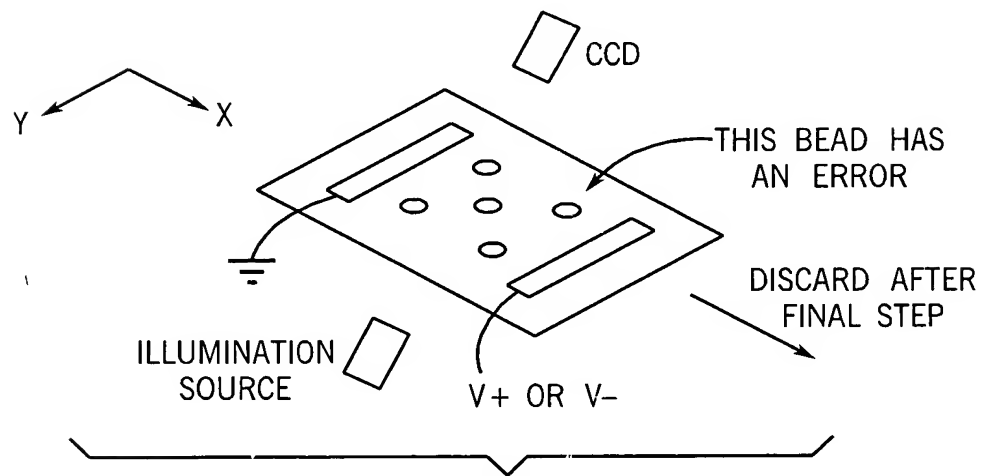 CCD
Y
X
THIS BEAD HAS
AN ERROR
DISCARD AFTER
FINAL STEP
ILLUMINATION
SOURCE
V+ OR V–